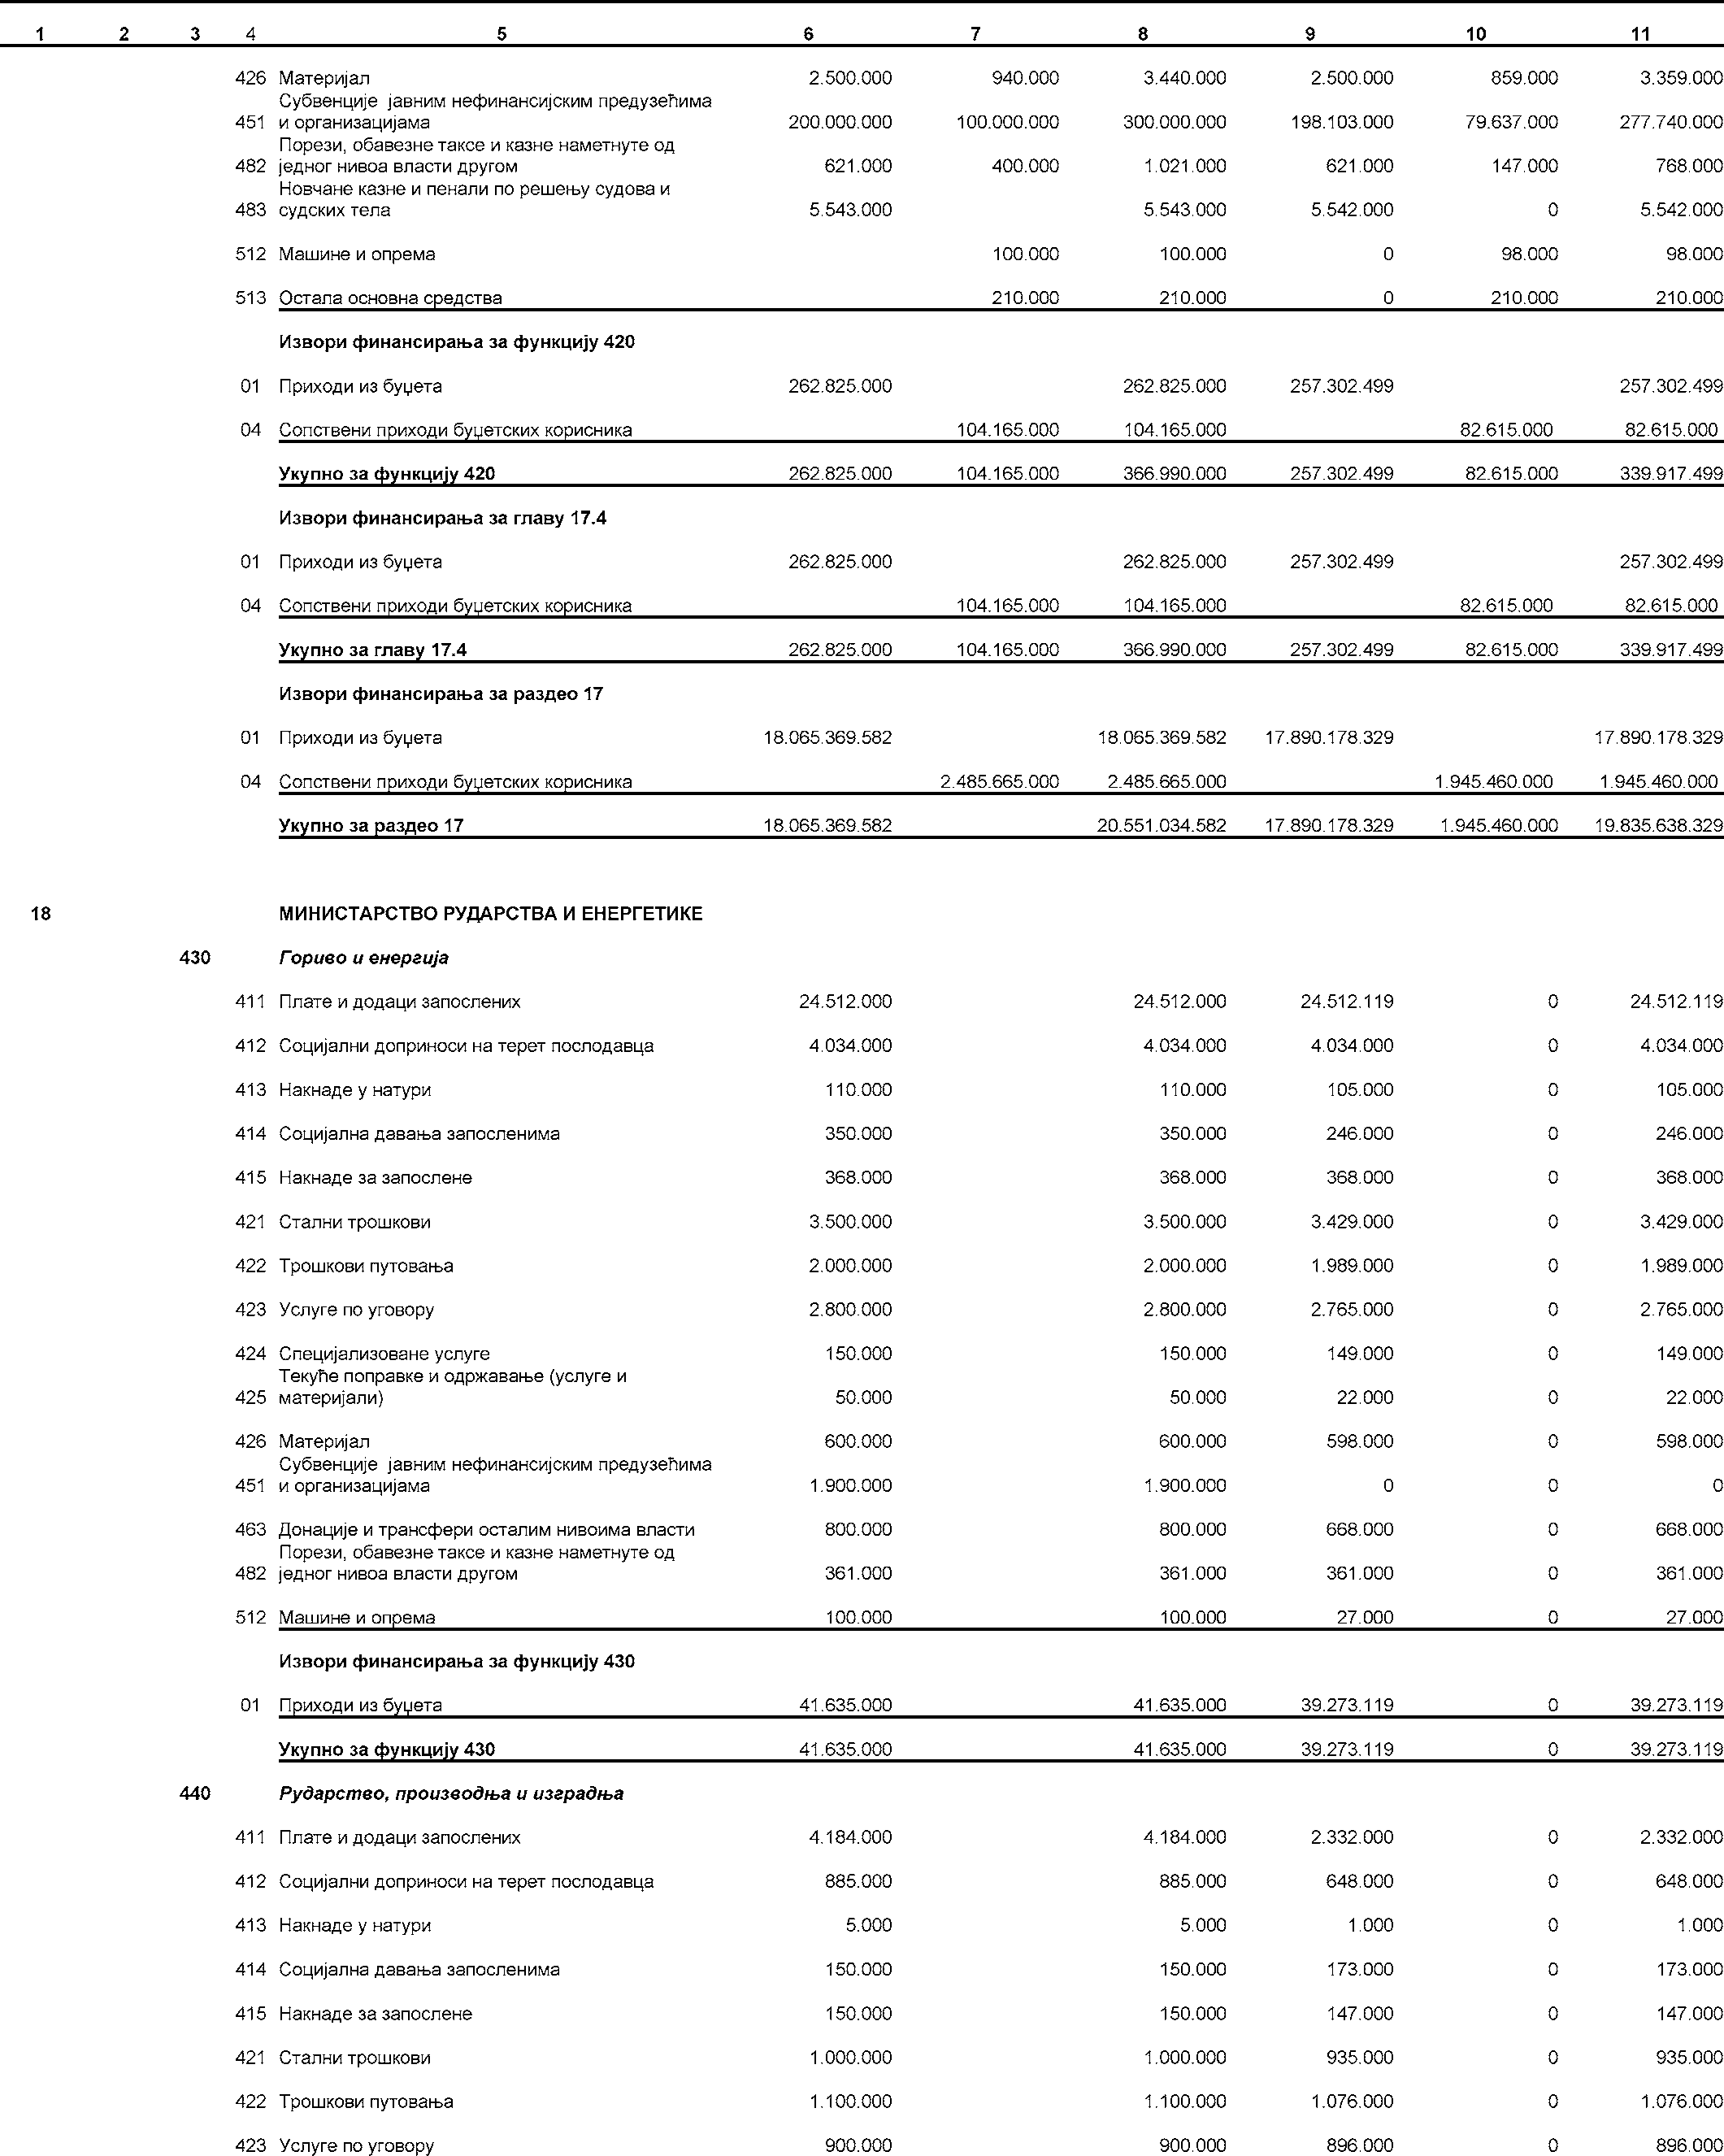 1 2 3 4 5 6 7 8 9 10 11
426 Материјал 2.500.000 940.000 3.440.000 2.500.000 859.000 3.359.000
Субвенције јавним нефинансијским предузећима
451 и организацијама 200.000.000 100.000.000 300.000.000 198.103.000 79.637.000 277.740.000
Порези, обавезне таксе и казне наметнуте од
482 једног нивоа власти другом 621.000 400.000 1.021.000 621.000 147.000 768.000
Новчане казне и пенали по решењу судова и
483 судских тела 5.543.000 5.543.000 5.542.000 0 5.542.000
512 Машине и опрема 100.000 100.000 0 98.000 98.000
513 Остала основна средства 210.000 210.000 0 210.000 210.000
Извори финансирања за функцију 420
01 Приходи из буџета 262.825.000 262.825.000 257.302.499 257.302.499
04 Сопствени приходи буџетских корисника 104.165.000 104.165.000 82.615.000 82.615.000
Укупно за функцију 420 262.825.000 104.165.000 366.990.000 257.302.499 82.615.000 339.917.499
Извори финансирања за главу 17.4
01 Приходи из буџета 262.825.000 262.825.000 257.302.499 257.302.499
04 Сопствени приходи буџетских корисника 104.165.000 104.165.000 82.615.000 82.615.000
Укупно за главу 17.4 262.825.000 104.165.000 366.990.000 257.302.499 82.615.000 339.917.499
Извори финансирања за раздео 17
01 Приходи из буџета 18.065.369.582 18.065.369.582 17.890.178.329 17.890.178.329
04 Сопствени приходи буџетских корисника 2.485.665.000 2.485.665.000 1.945.460.000 1.945.460.000
Укупно за раздео 17 18.065.369.582 20.551.034.582 17.890.178.329 1.945.460.000 19.835.638.329
18 МИНИСТАРСТВО РУДАРСТВА И ЕНЕРГЕТИКЕ
430 Гориво и енергија
411 Плате и додаци запослених 24.512.000 24.512.000 24.512.119 0 24.512.119
412 Социјални доприноси на терет послодавца 4.034.000 4.034.000 4.034.000 0 4.034.000
413 Накнаде у натури 110.000 110.000 105.000 0 105.000
414 Социјална давања запосленима 350.000 350.000 246.000 0 246.000
415 Накнаде за запослене 368.000 368.000 368.000 0 368.000
421 Стални трошкови 3.500.000 3.500.000 3.429.000 0 3.429.000
422 Трошкови путовања 2.000.000 2.000.000 1.989.000 0 1.989.000
423 Услуге по уговору 2.800.000 2.800.000 2.765.000 0 2.765.000
424 Специјализоване услуге 150.000 150.000 149.000 0 149.000
Текуће поправке и одржавање (услуге и
425 материјали) 50.000 50.000 22.000 0 22.000
426 Материјал 600.000 600.000 598.000 0 598.000
Субвенције јавним нефинансијским предузећима
451 и организацијама 1.900.000 1.900.000 0 0 0
463 Донације и трансфери осталим нивоима власти 800.000 800.000 668.000 0 668.000
Порези, обавезне таксе и казне наметнуте од
482 једног нивоа власти другом 361.000 361.000 361.000 0 361.000
512 Машине и опрема 100.000 100.000 27.000 0 27.000
Извори финансирања за функцију 430
01 Приходи из буџета 41.635.000 41.635.000 39.273.119 0 39.273.119
Укупно за функцију 430 41.635.000 41.635.000 39.273.119 0 39.273.119
440 Рударство, производња и изградња
411 Плате и додаци запослених 4.184.000 4.184.000 2.332.000 0 2.332.000
412 Социјални доприноси на терет послодавца 885.000 885.000 648.000 0 648.000
413 Накнаде у натури 5.000 5.000 1.000 0 1.000
414 Социјална давања запосленима 150.000 150.000 173.000 0 173.000
415 Накнаде за запослене 150.000 150.000 147.000 0 147.000
421 Стални трошкови 1.000.000 1.000.000 935.000 0 935.000
422 Трошкови путовања 1.100.000 1.100.000 1.076.000 0 1.076.000
423 Услуге по уговору 900.000 900.000 896.000 0 896.000